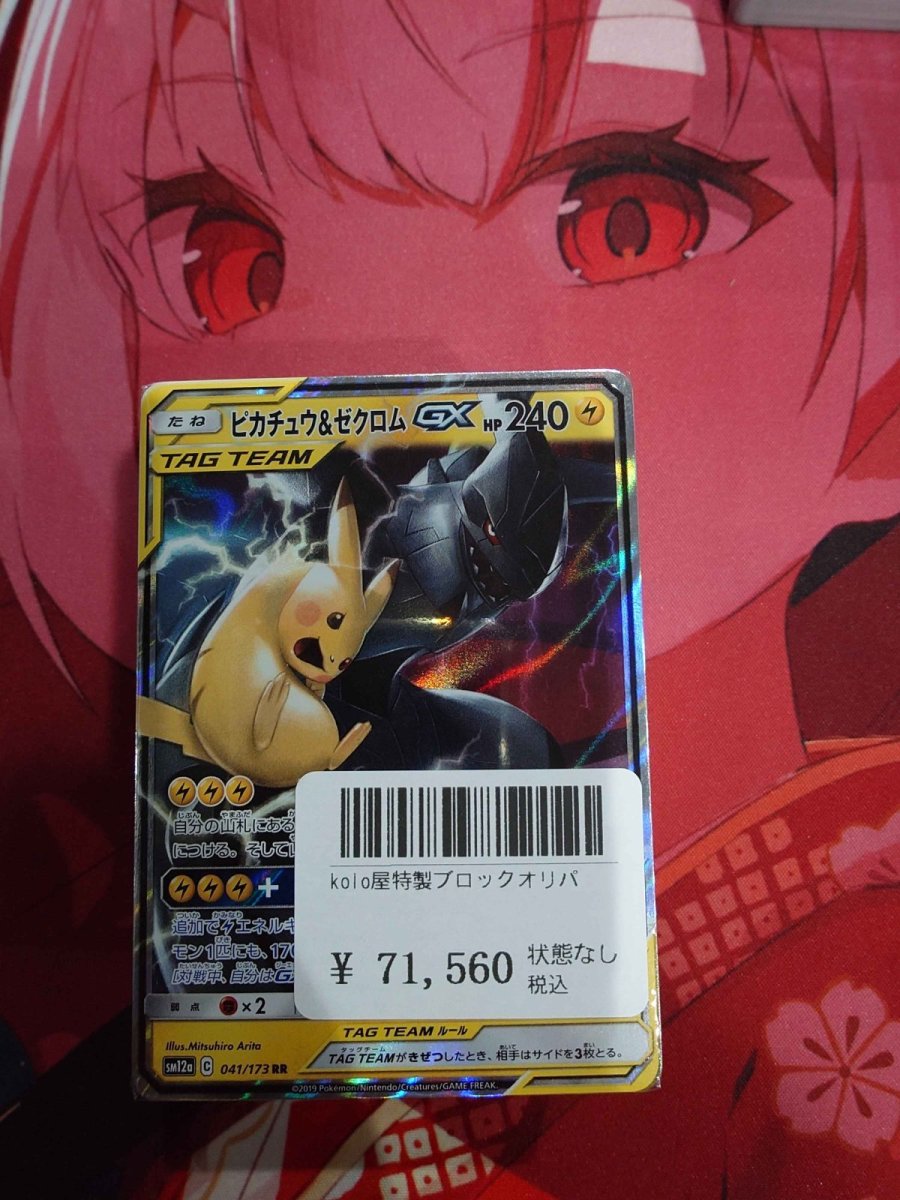 たね ピカチュウ&ゼクロム GX HP 240
TAG TEAM
自分の山札にある
につける。そして
kolo屋特製ブロックオリパ
¥ 71,560 状態なし
税込
+
追加で エネルギ
モン1匹にも、170
[対戦中、自分はG
弱点 ×2
TAG TEAM ルール
Illus.Mitsuhiro Arita
TAG TEAMがきぜつしたとき、相手はサイドを3枚とる。
sm12a C 041/173 RR
©2019 Pokémon/Nintendo/Creatures/GAME FREAK.